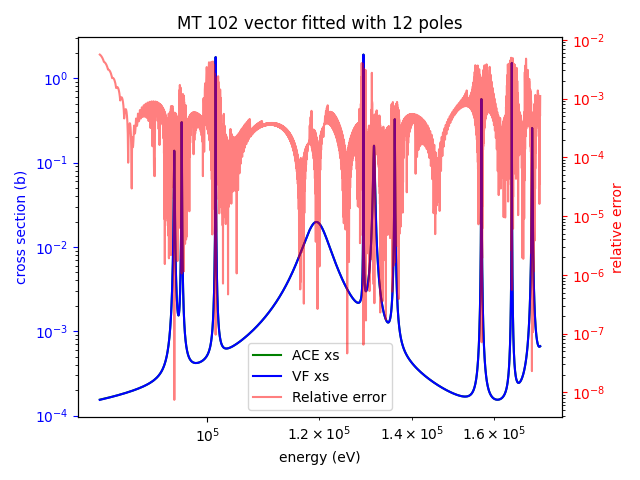 MT 102 vector fitted with 12 poles
cross section (b)
10⁰
10⁻¹
10⁻²
10⁻³
10⁻⁴
10⁻²
10⁻³
10⁻⁴
10⁻⁵
10⁻⁶
10⁻⁷
10⁻⁸
relative error
ACE xs
VF xs
Relative error
10⁵ 1.2 × 10⁵ 1.4 × 10⁵ 1.6 × 10⁵
energy (eV)